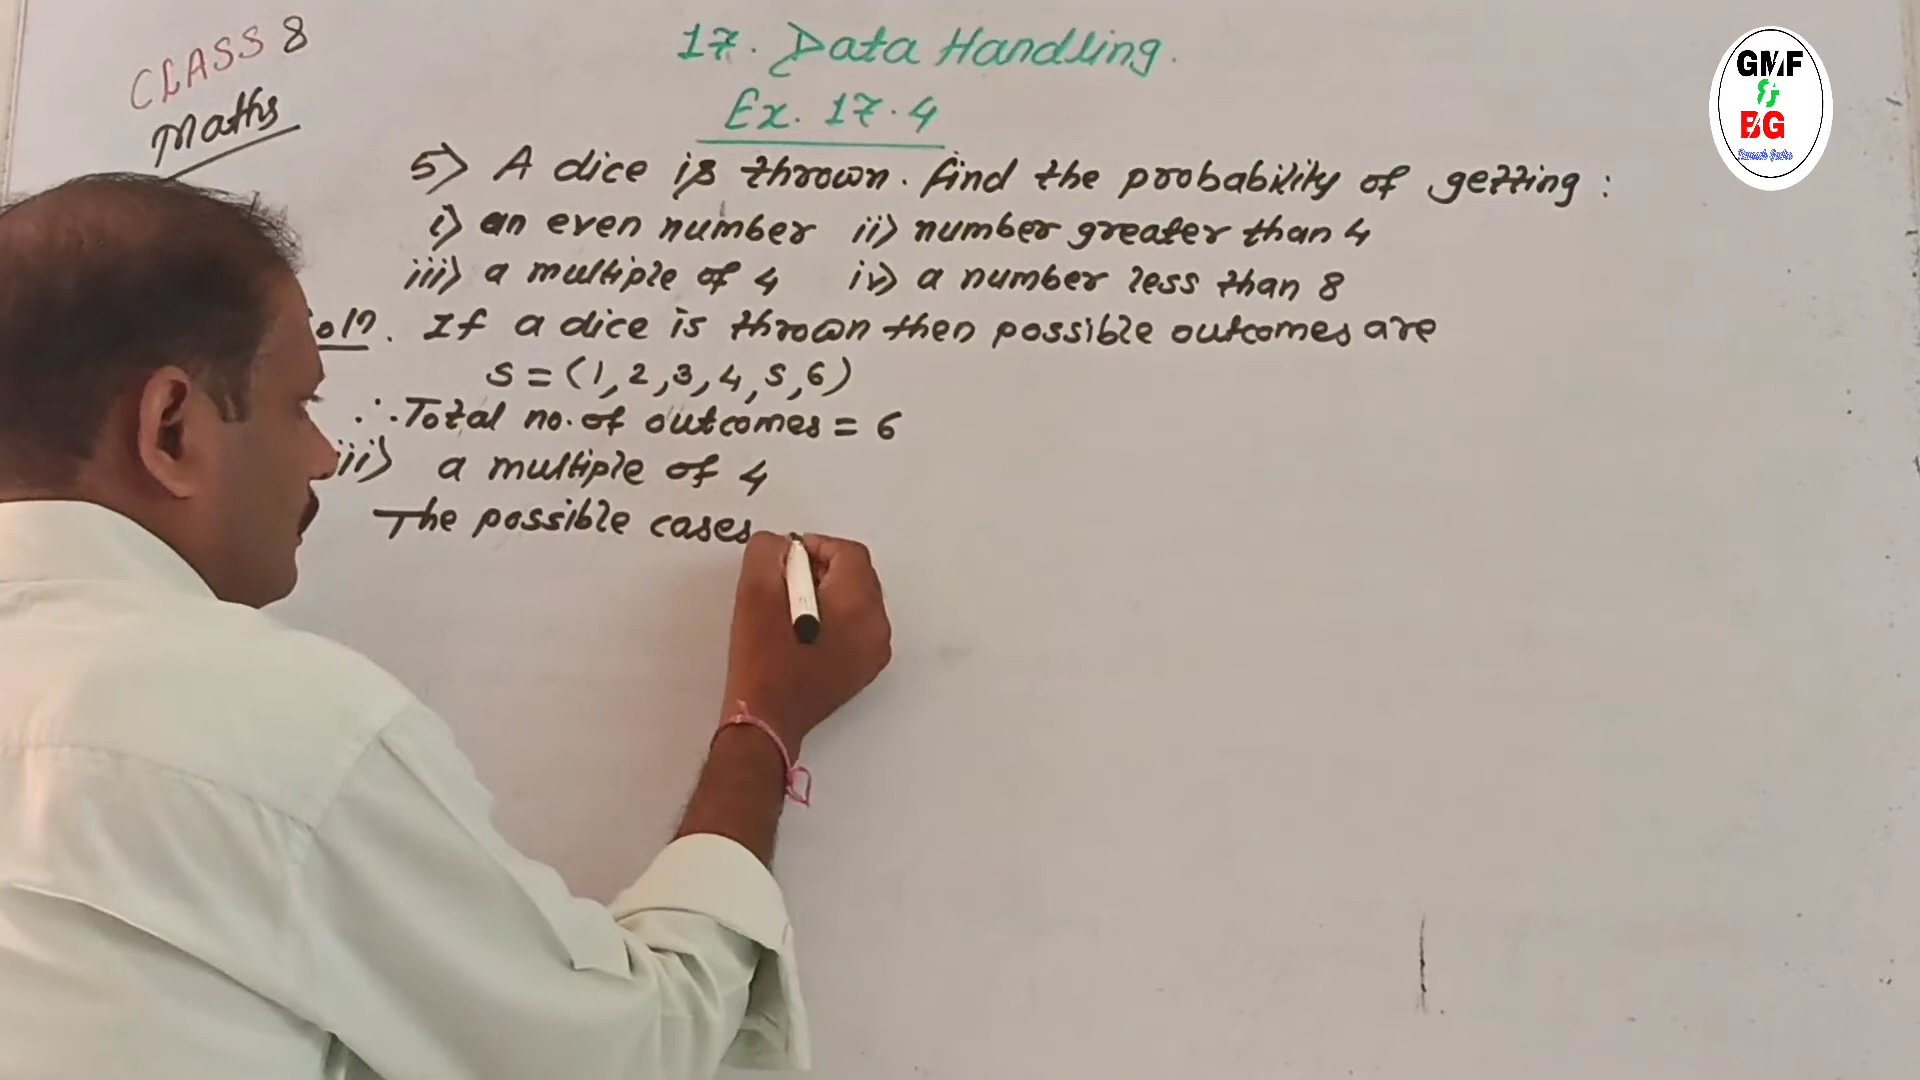 CLASS 8
Maths
17. Data Handling.
Ex. 17.4
5) A dice is thrown. find the probability of getting :
i) an even number ii) number greater than 4
iii) a multiple of 4 iv) a number less than 8
Soln. If a dice is thrown then possible outcomes are
S = (1, 2, 3, 4, 5, 6)
∴ Total no. of outcomes = 6
iii) a multiple of 4
The possible cases
GMF
BG